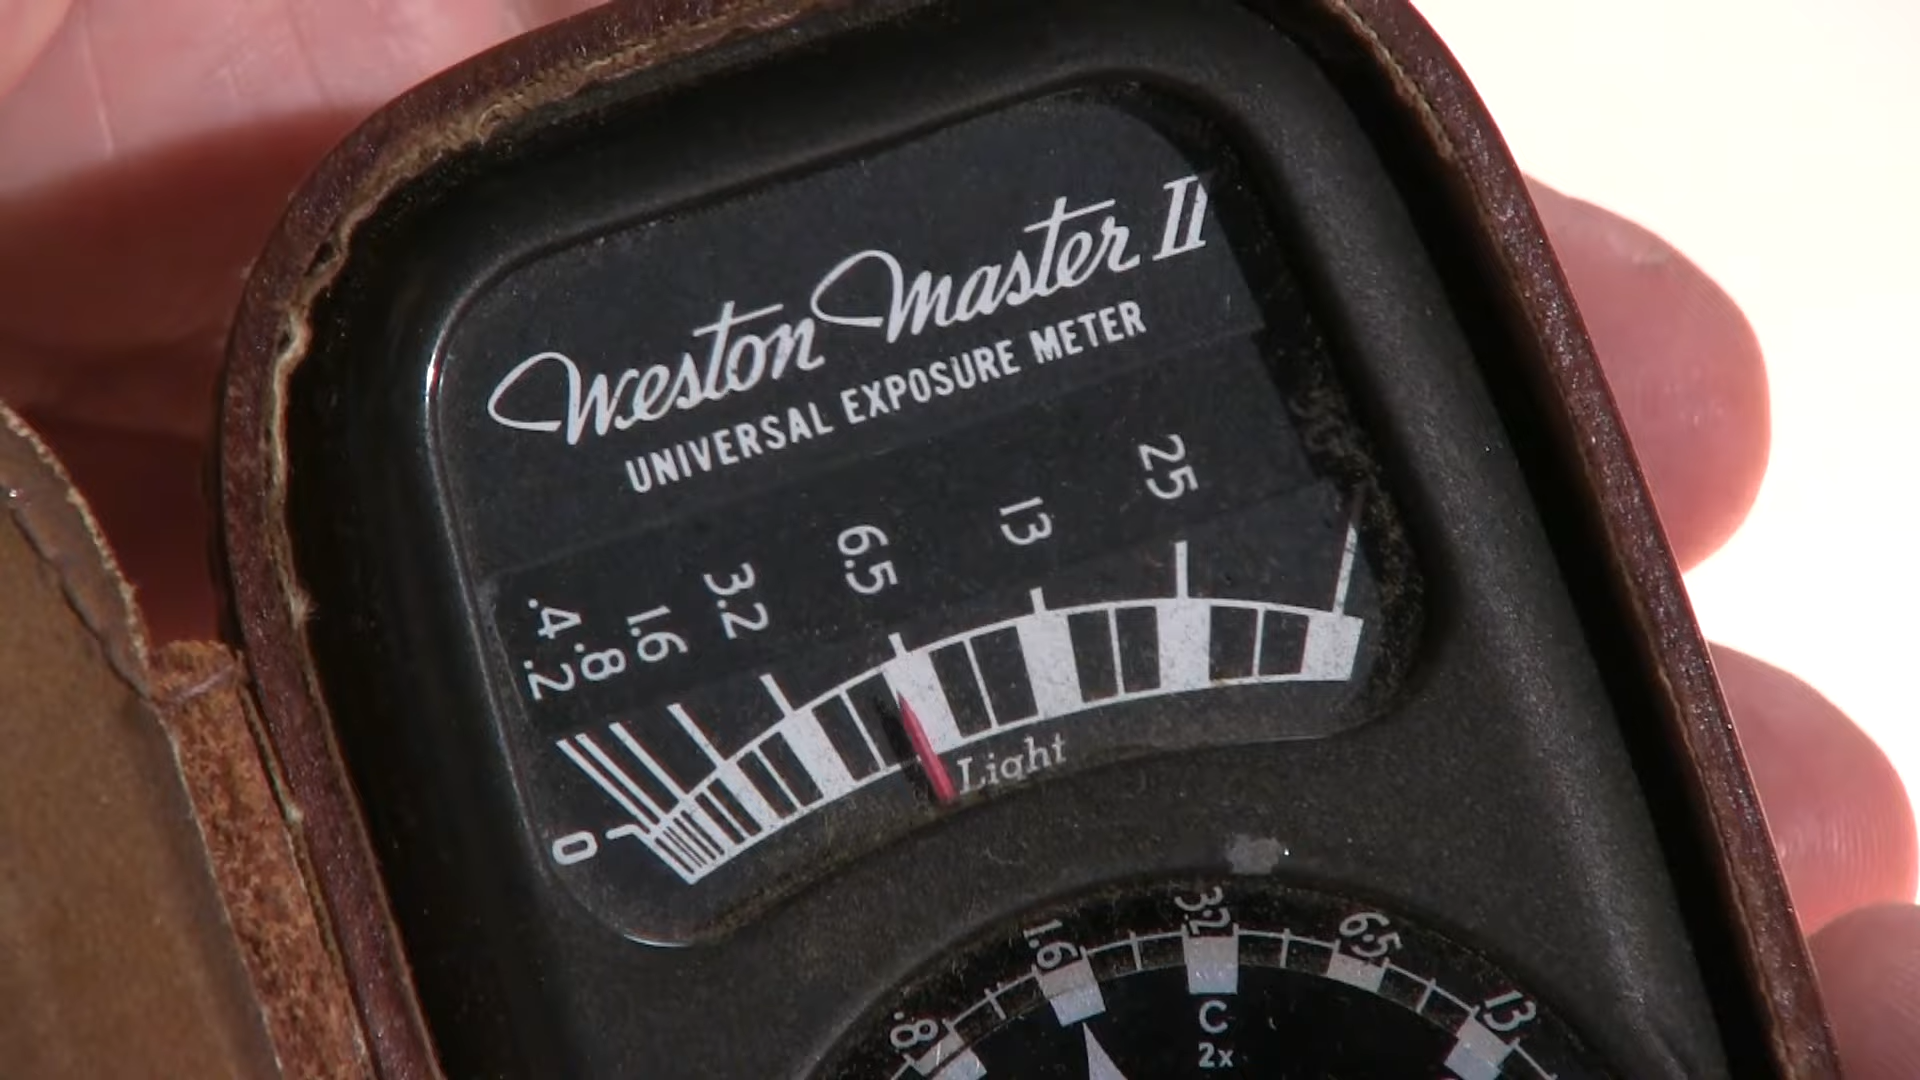 Weston Master II
UNIVERSAL EXPOSURE METER
.2 .4 .8 1.6 3.2 6.5 13 25
0
Light
.8 1.6 3.2 6.5 13
C
2x